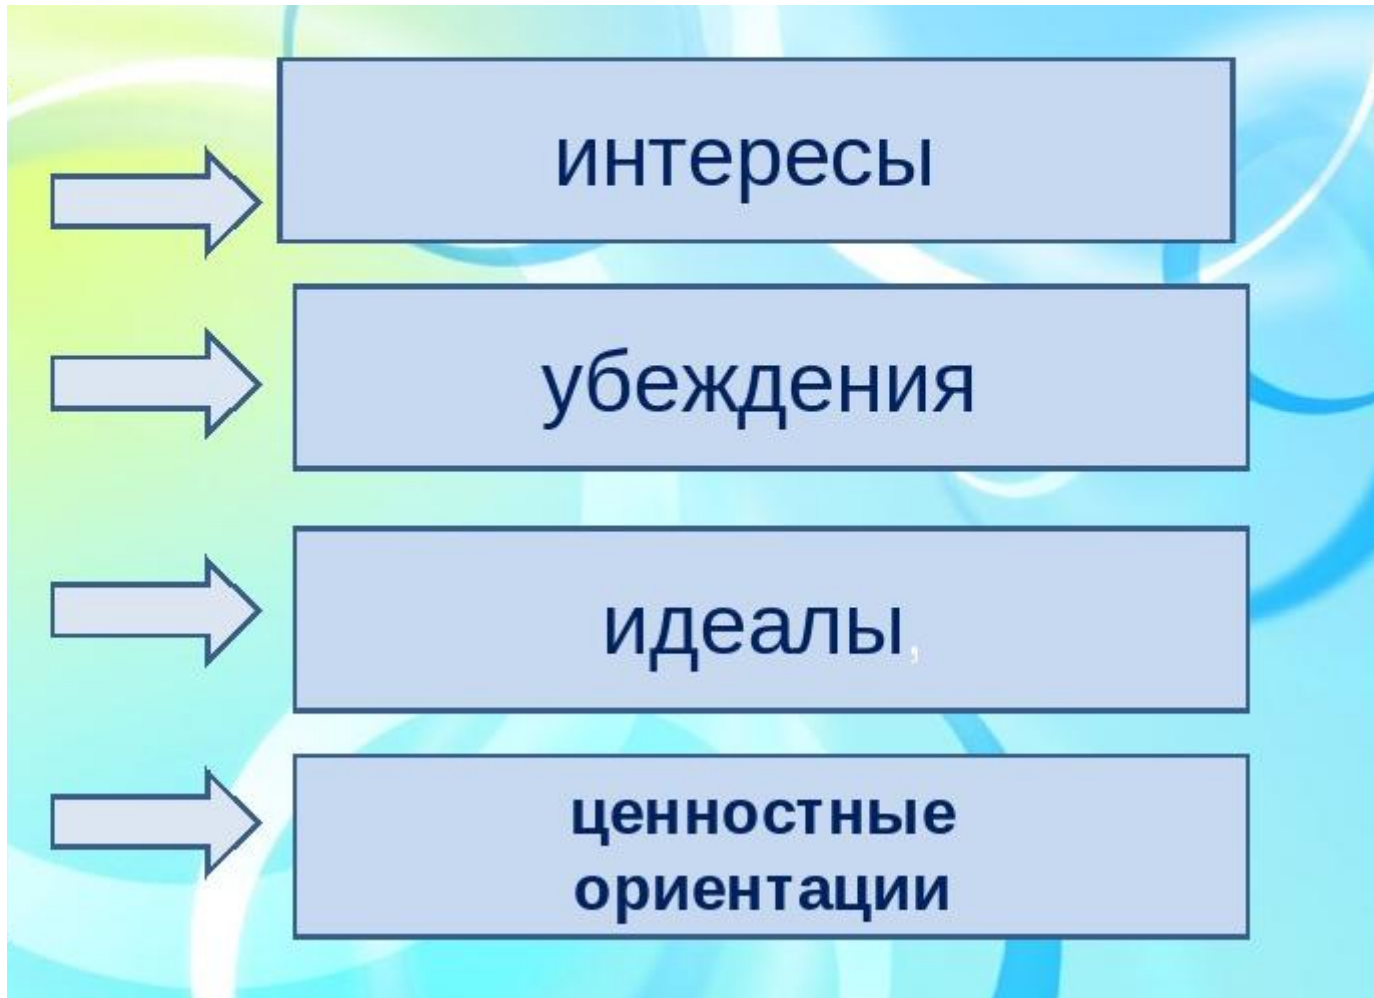 интересы
убеждения
идеалы,
ценностные
ориентации